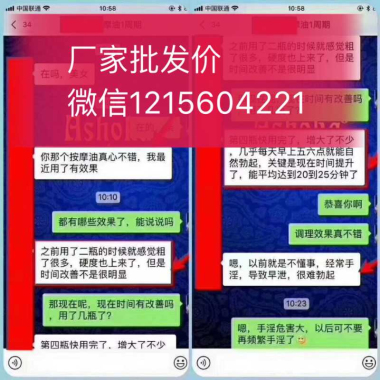 中国联通
10:58
34
摩油1周期
厂家批发价
微信1215604221
在吗，美女
你那个按摩油真心不错，我最
近用了有效果
10:10
都有哪些效果了，能说说吗
之前用了二瓶的时候就感觉粗
了很多，硬度也上来了，但是
时间改善不是很明显
那现在呢，现在时间有改善吗
，用了几瓶了？
第四瓶快用完了，增大了不少
中国联通
10:58
34
1周期
之前用了二瓶的时候就感觉粗
了很多，硬度也上来了，但是
时间改善不是很明显
时间有改善吗
第四瓶快用完了，增大了不少
，几乎每天早上五六点就能自
然勃起，关键是现在时间提升
了，能平均达到20到25分钟了
恭喜你啊
调理效果真不错
嗯，以前就是不懂事，经常手
淫，导致早泄，很难勃起
10:23
嗯，手淫危害大，以后可不要
再频繁手淫了